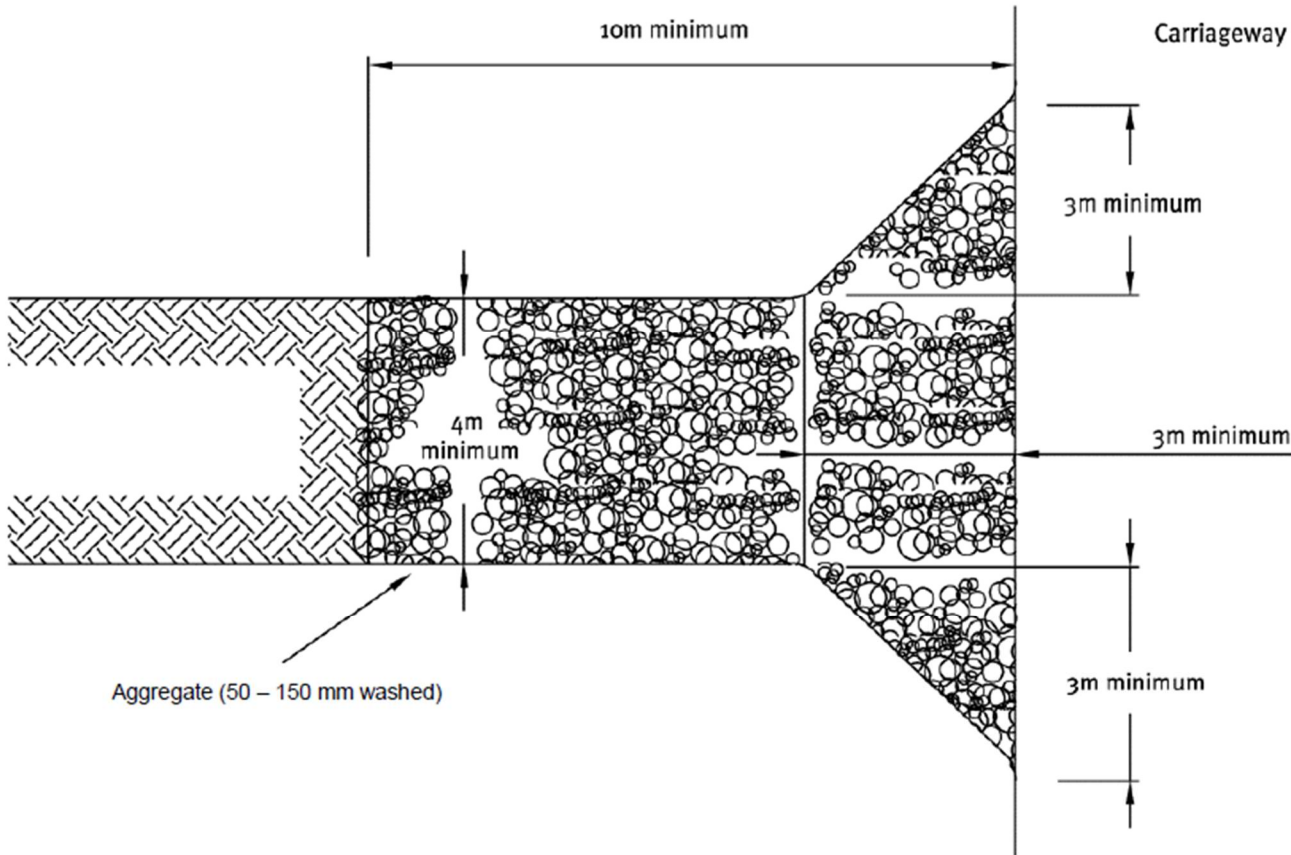 10m minimum
Carriageway
3m minimum
4m
minimum
3m minimum
3m minimum
Aggregate (50 – 150 mm washed)